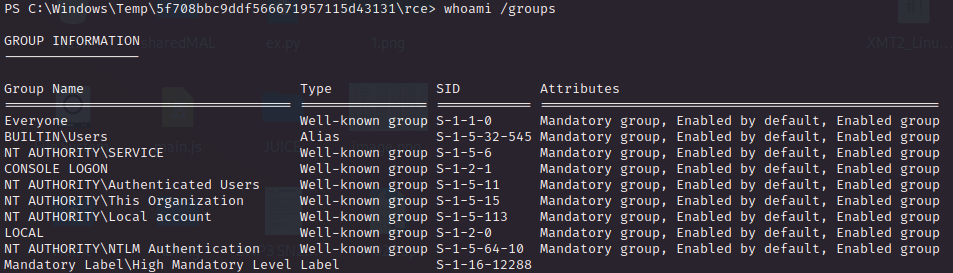 PS C:\Windows\Temp\5f708bbc9ddf566671957115d43131\rce> whoami /groups
GROUP INFORMATION
-----------------
Group Name Type SID Attributes
==================================== ================ ============ ==================================================
Everyone Well-known group S-1-1-0 Mandatory group, Enabled by default, Enabled group
BUILTIN\Users Alias S-1-5-32-545 Mandatory group, Enabled by default, Enabled group
NT AUTHORITY\SERVICE Well-known group S-1-5-6 Mandatory group, Enabled by default, Enabled group
CONSOLE LOGON Well-known group S-1-2-1 Mandatory group, Enabled by default, Enabled group
NT AUTHORITY\Authenticated Users Well-known group S-1-5-11 Mandatory group, Enabled by default, Enabled group
NT AUTHORITY\This Organization Well-known group S-1-5-15 Mandatory group, Enabled by default, Enabled group
NT AUTHORITY\Local account Well-known group S-1-5-113 Mandatory group, Enabled by default, Enabled group
LOCAL Well-known group S-1-2-0 Mandatory group, Enabled by default, Enabled group
NT AUTHORITY\NTLM Authentication Well-known group S-1-5-64-10 Mandatory group, Enabled by default, Enabled group
Mandatory Label\High Mandatory Level Label S-1-16-12288
sharedMAL
ex.py
1.png
XMT2_Linu...